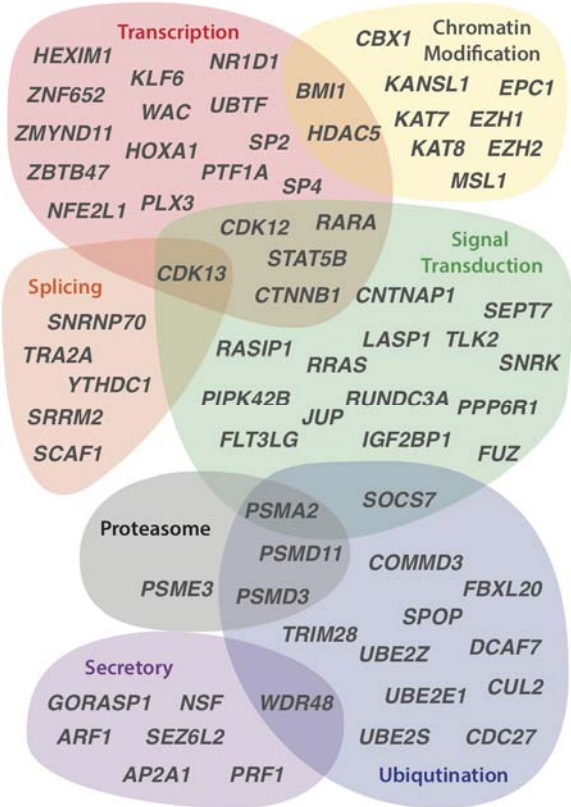 Transcription
HEXIM1
NR1D1
KLF6
ZNF652
WAC
UBTF
ZMYND11
SP2
HOXA1
ZBTB47
PTF1A
SP4
NFE2L1
PLX3
BMI1
HDAC5
Chromatin
Modification
CBX1
KANSL1
EPC1
KAT7
EZH1
KAT8
EZH2
MSL1
CDK12
RARA
STAT5B
CDK13
CTNNB1
Signal
Transduction
CNTNAP1
SEPT7
LASP1
TLK2
RASIP1
RRAS
SNRK
PIPK42B
RUNDC3A
PPP6R1
JUP
FLT3LG
IGF2BP1
FUZ
Splicing
SNRNP70
TRA2A
YTHDC1
SRRM2
SCAF1
SOCS7
Proteasome
PSMA2
PSMD11
PSME3
PSMD3
COMMD3
FBXL20
SPOP
TRIM28
UBE2Z
DCAF7
UBE2E1
CUL2
UBE2S
CDC27
Ubiqutination
Secretory
GORASP1
NSF
WDR48
ARF1
SEZ6L2
AP2A1
PRF1